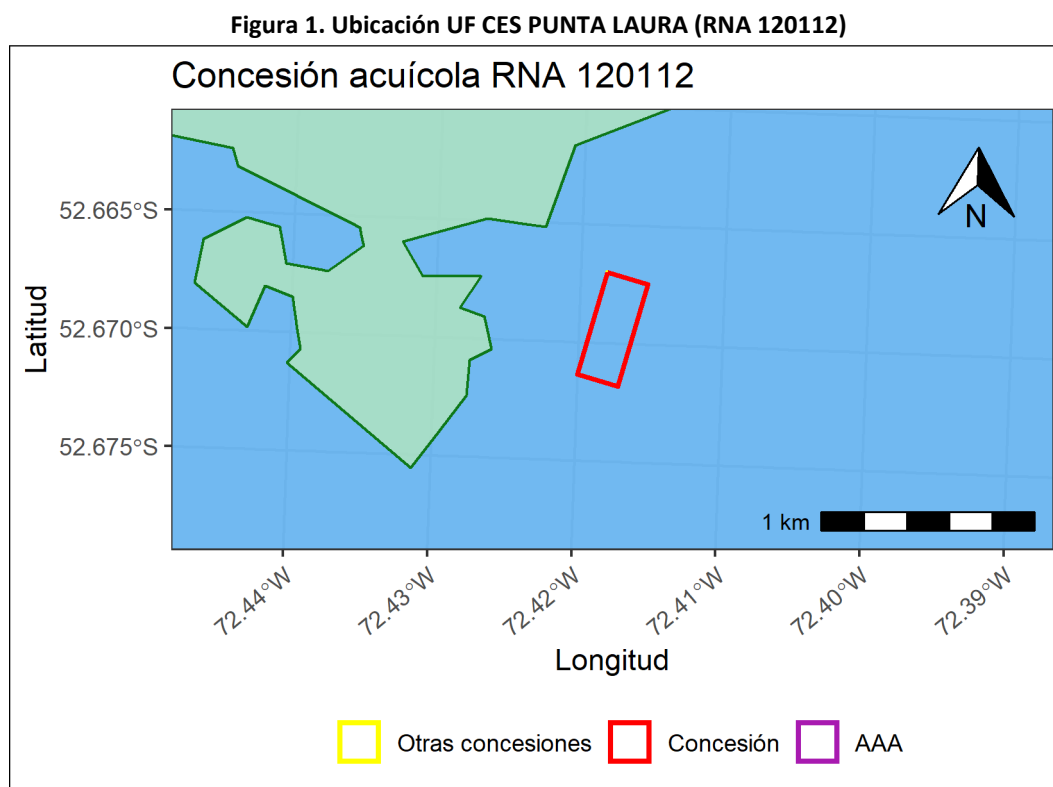 Figura 1. Ubicación UF CES PUNTA LAURA (RNA 120112)
Concesión acuícola RNA 120112
N
52.665°S
52.670°S
52.675°S
Latitud
1 km
72.44°W
72.43°W
72.42°W
72.41°W
72.40°W
72.39°W
Longitud
Otras concesiones
Concesión
AAA